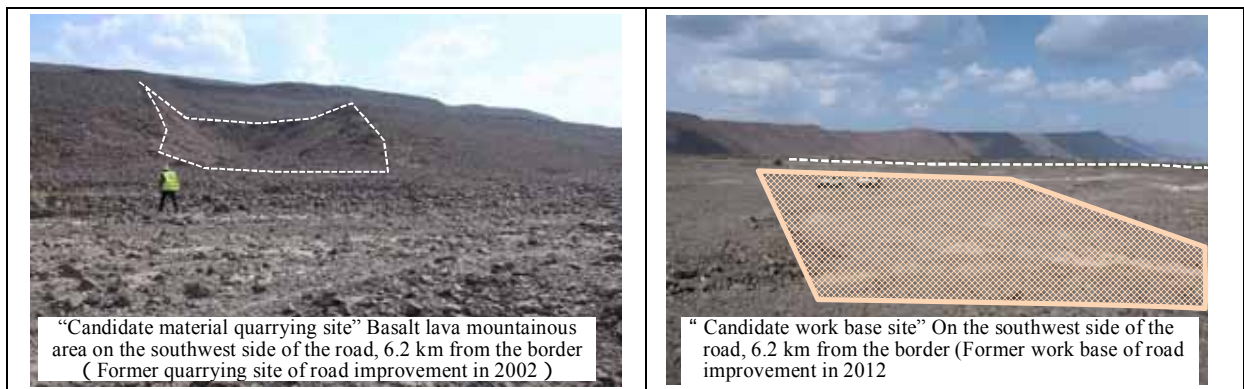 “Candidate material quarrying site” Basalt lava mountainous
area on the southwest side of the road, 6.2 km from the border
( Former quarrying site of road improvement in 2002 )
“ Candidate work base site” On the southwest side of the
road, 6.2 km from the border (Former work base of road
improvement in 2012